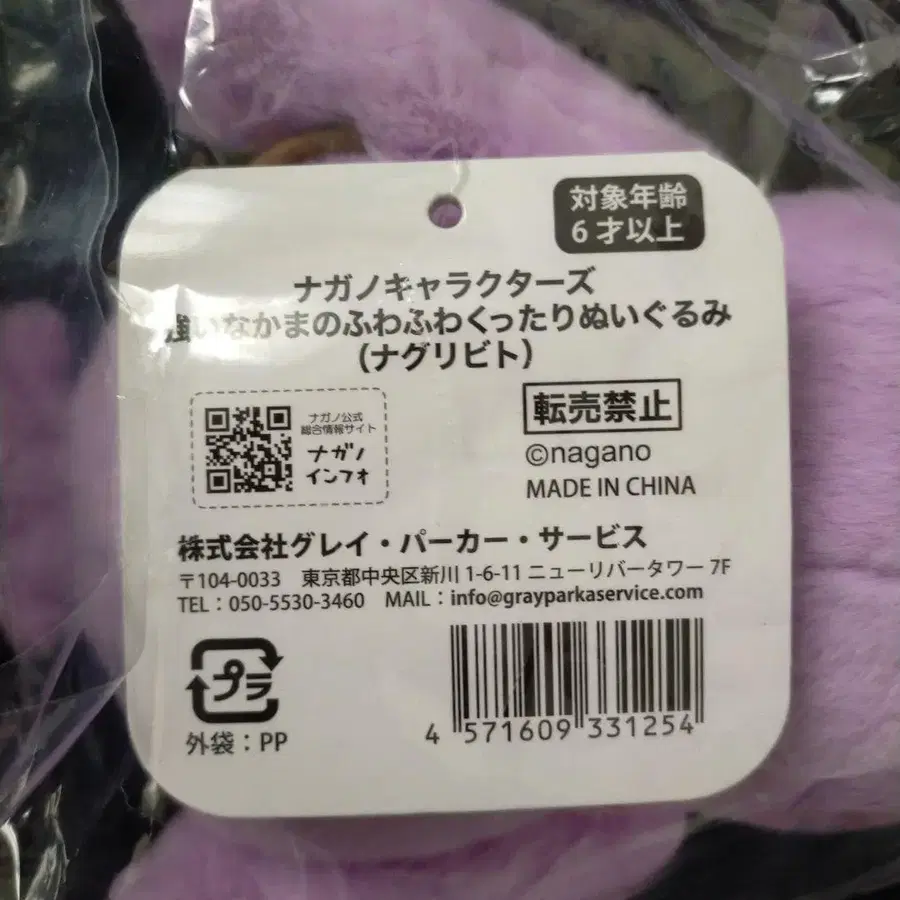 対象年齢
6才以上
ナガノキャラクターズ
強いなかまのふわふわくったりぬいぐるみ
（ナグリビト）
ナガノ公式
総合情報サイト
ナガノ
インフォ
転売禁止
©nagano
MADE IN CHINA
株式会社グレイ・パーカー・サービス
〒104-0033 東京都中央区新川 1-6-11 ニューリバータワー 7F
TEL：050-5530-3460 MAIL：info@grayparkaservice.com
プラ
外袋：PP
4 571609 331254